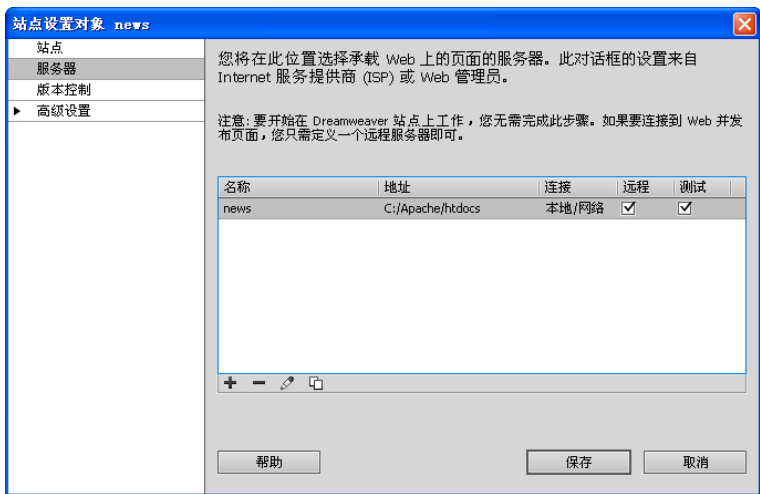 站点设置对象 news
站点
服务器
版本控制
高级设置
您将在此位置选择承载 Web 上的页面的服务器。此对话框的设置来自
Internet 服务提供商 (ISP) 或 Web 管理员。
注意:要开始在 Dreamweaver 站点上工作，您无需完成此步骤。如果要连接到 Web 并发
布页面，您只需定义一个远程服务器即可。
名称 地址 连接 远程 测试
news C:/Apache/htdocs 本地/网络
帮助 保存 取消